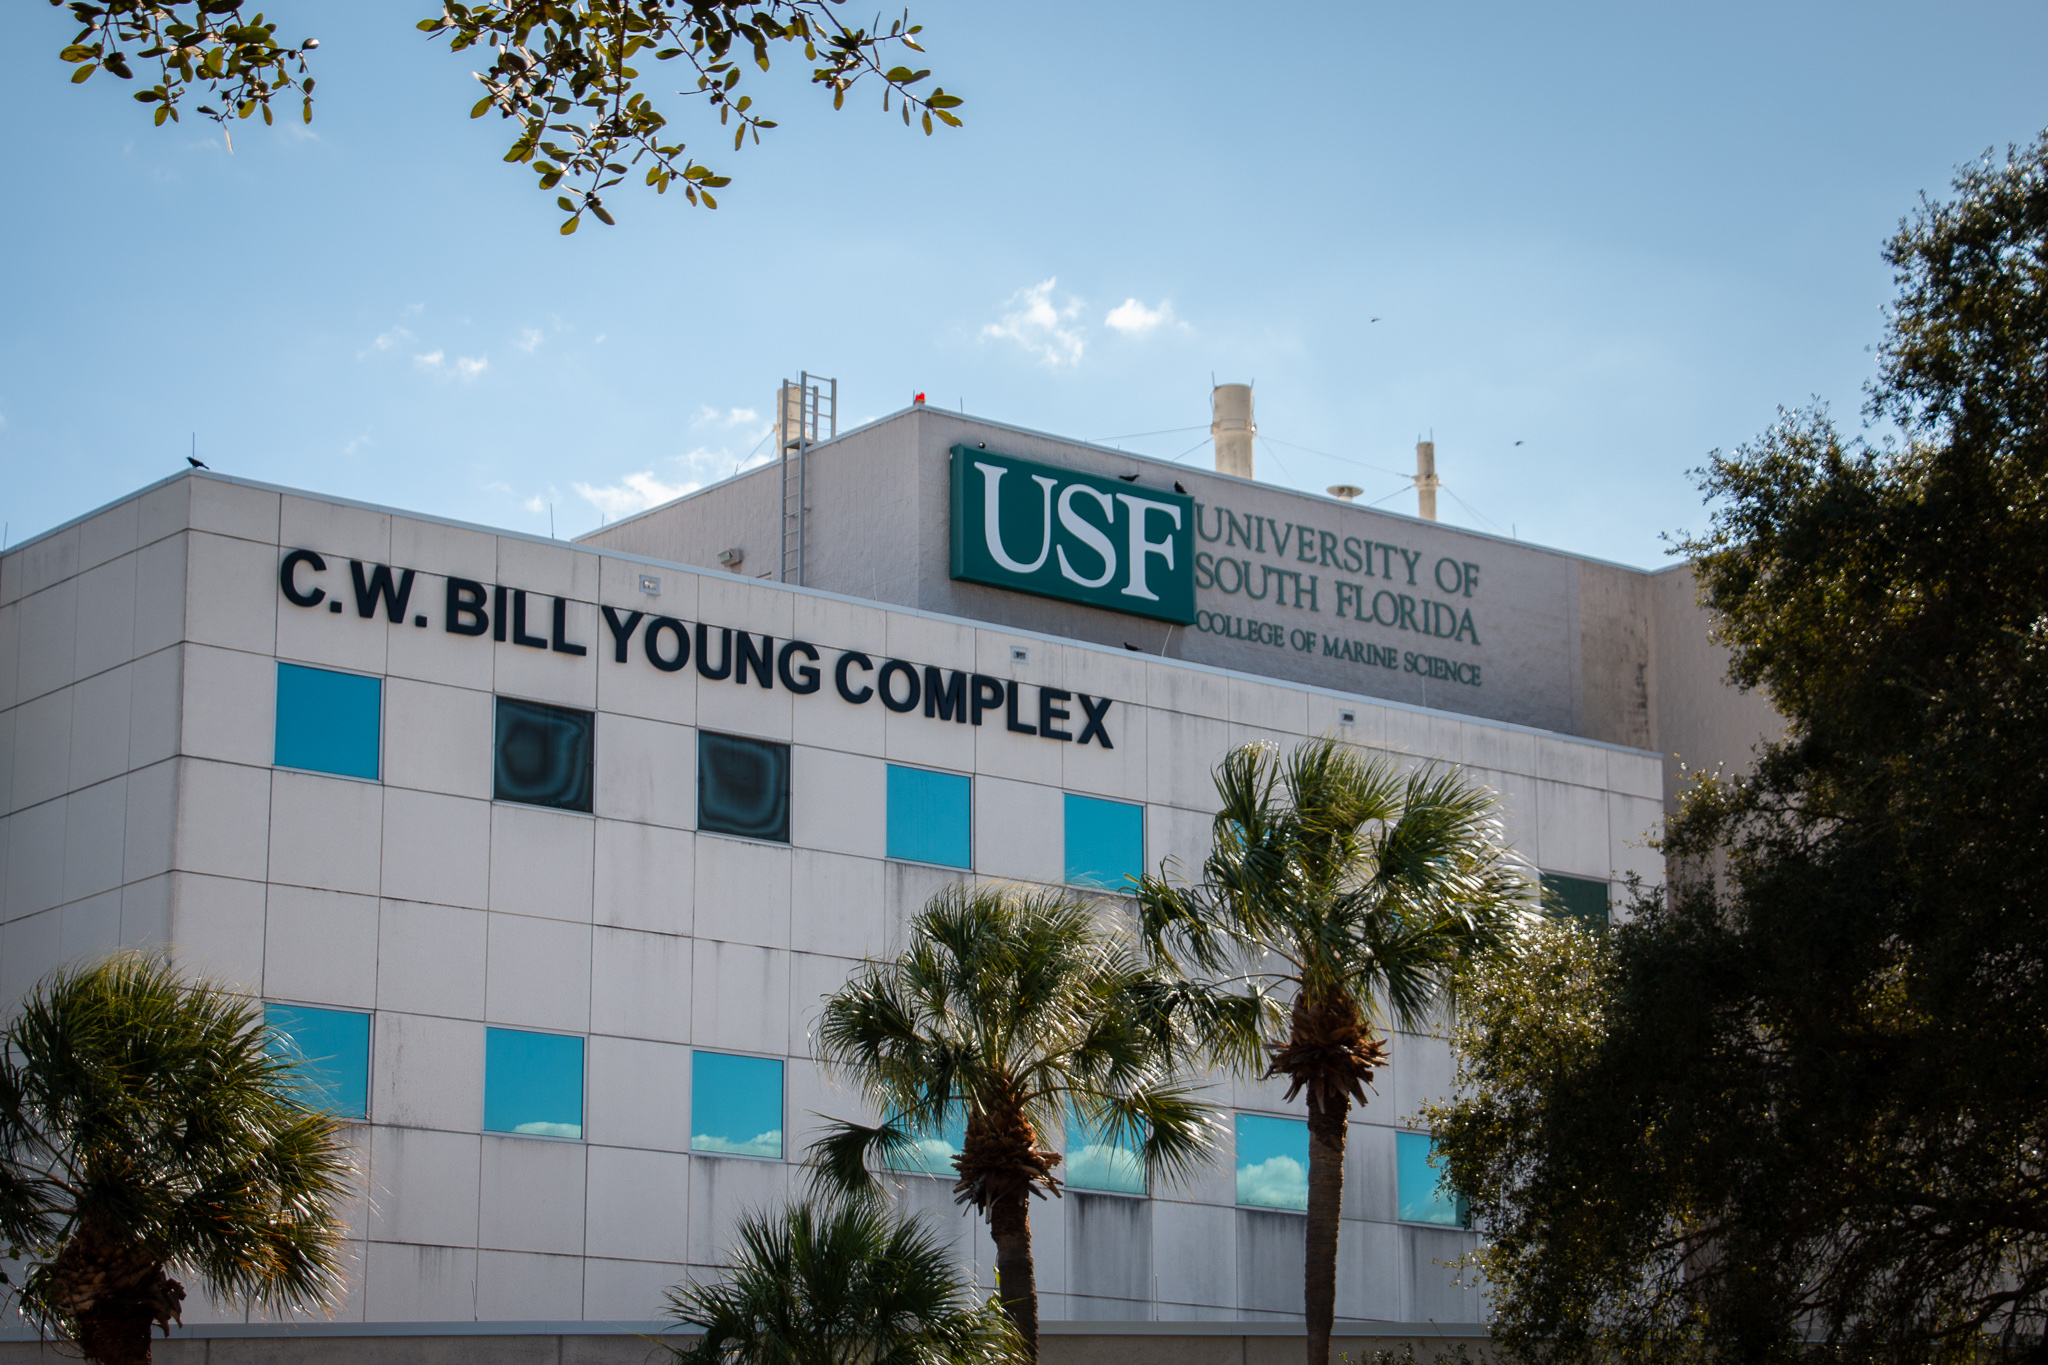 USF
UNIVERSITY OF
SOUTH FLORIDA
COLLEGE OF MARINE SCIENCE
C.W. BILL YOUNG COMPLEX